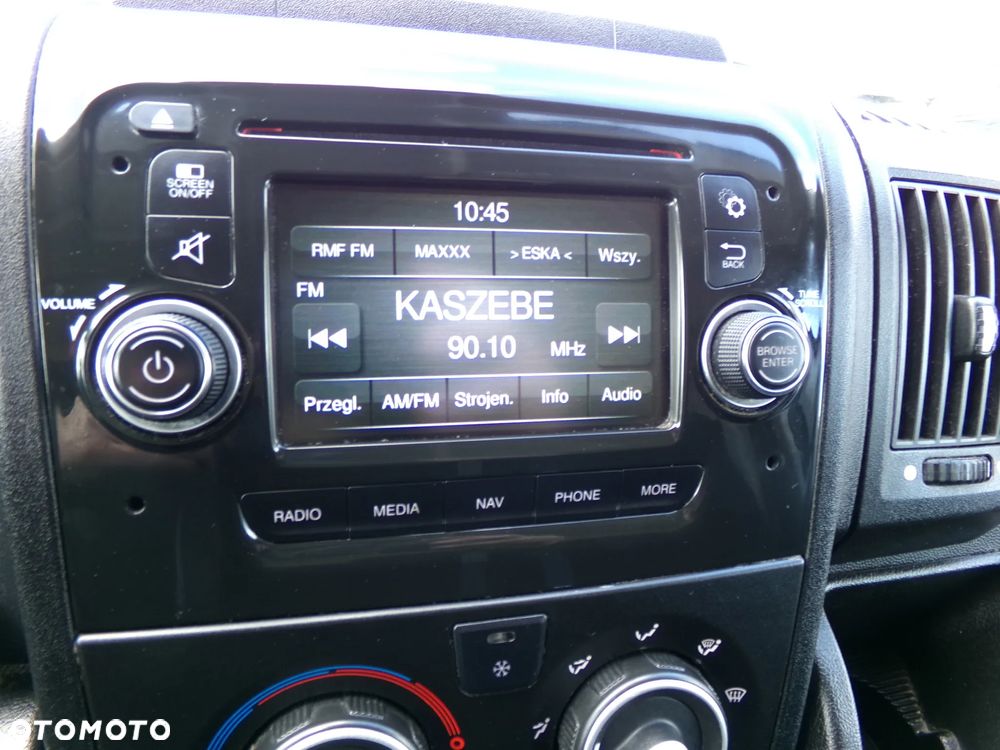 SCREEN
ON/OFF
10:45
RMF FM MAXXX >ESKA< Wszy.
BACK
VOLUME
FM
KASZEBE
TUNE
SCROLL
90.10 MHz
BROWSE
ENTER
Przegl. AM/FM Strojen. Info Audio
RADIO MEDIA NAV PHONE MORE
OTOMOTO